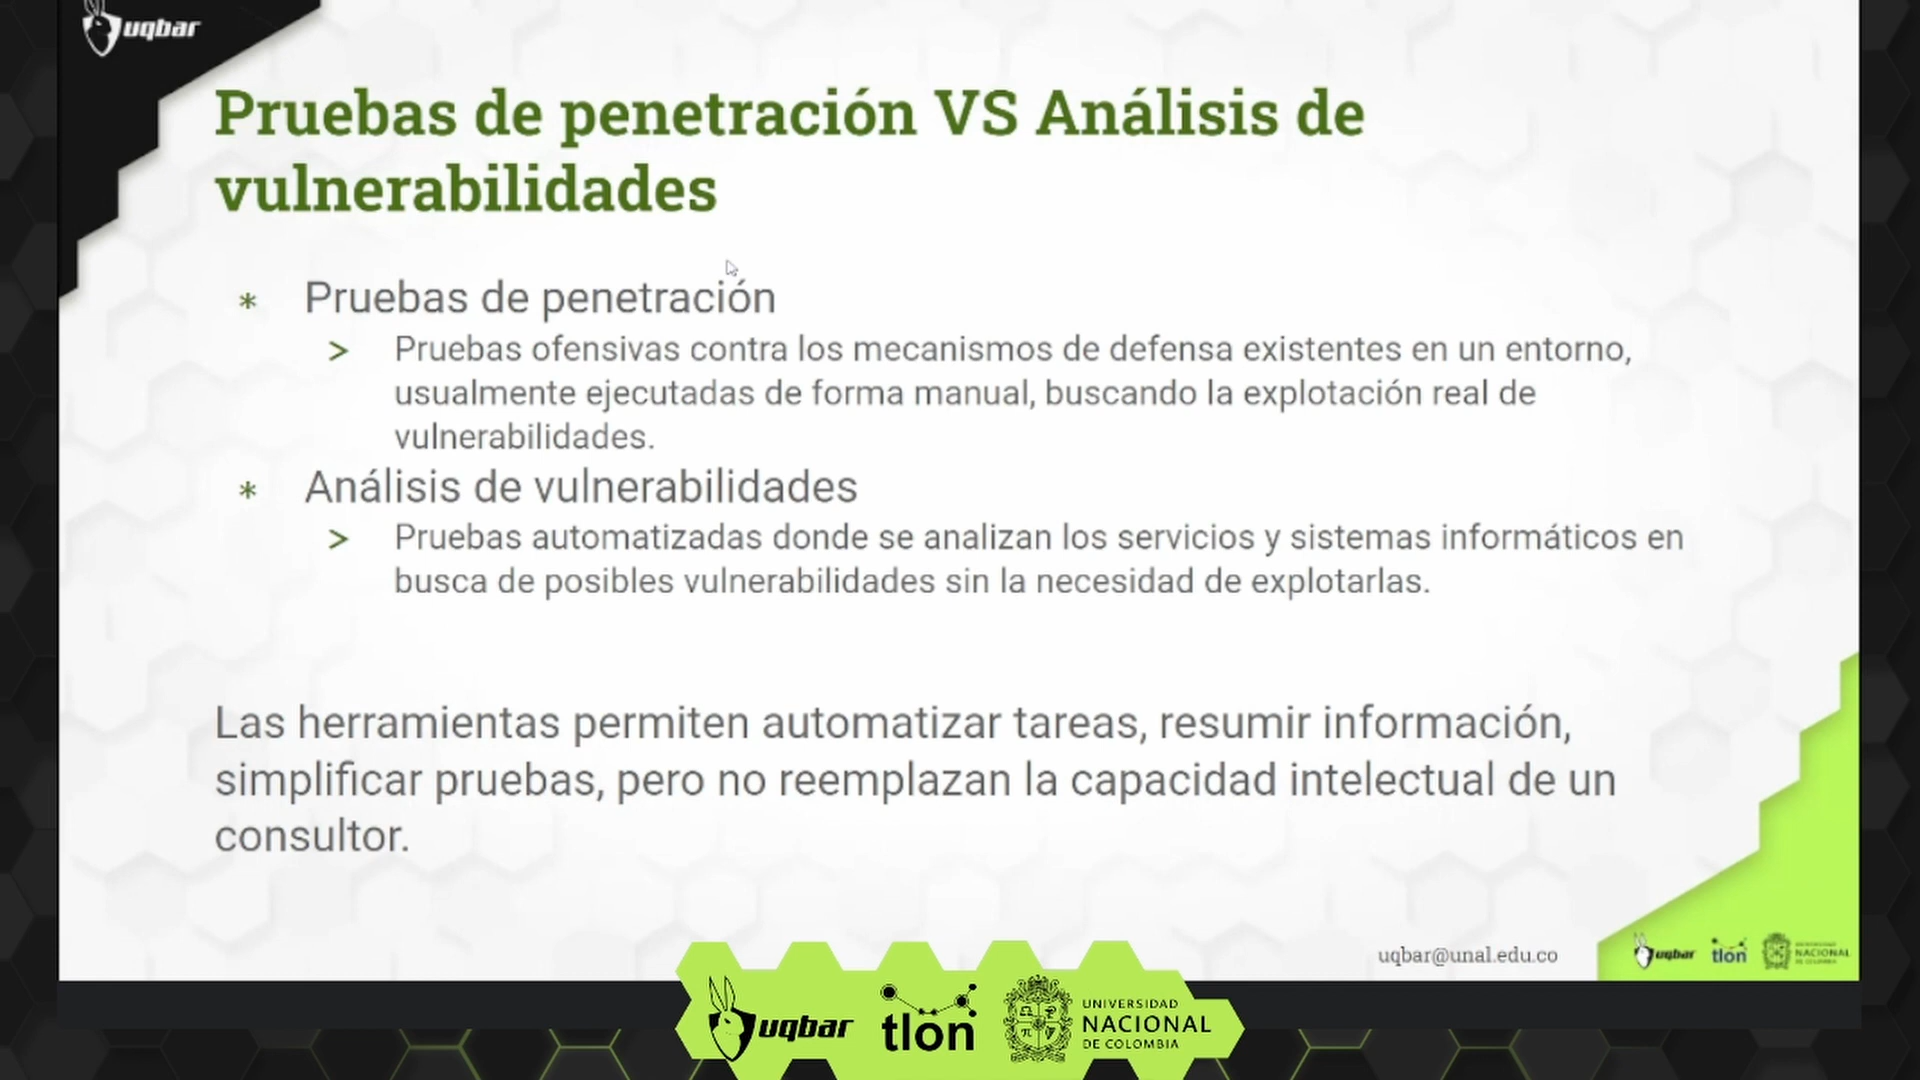 uqbar
Pruebas de penetración VS Análisis de
vulnerabilidades
* Pruebas de penetración
> Pruebas ofensivas contra los mecanismos de defensa existentes en un entorno,
usualmente ejecutadas de forma manual, buscando la explotación real de
vulnerabilidades.
* Análisis de vulnerabilidades
> Pruebas automatizadas donde se analizan los servicios y sistemas informáticos en
busca de posibles vulnerabilidades sin la necesidad de explotarlas.
Las herramientas permiten automatizar tareas, resumir información,
simplificar pruebas, pero no reemplazan la capacidad intelectual de un
consultor.
uqbar@unal.edu.co
uqbar tlon UNIVERSIDAD
NACIONAL
DE COLOMBIA
uqbar tlon UNIVERSIDAD
NACIONAL
DE COLOMBIA